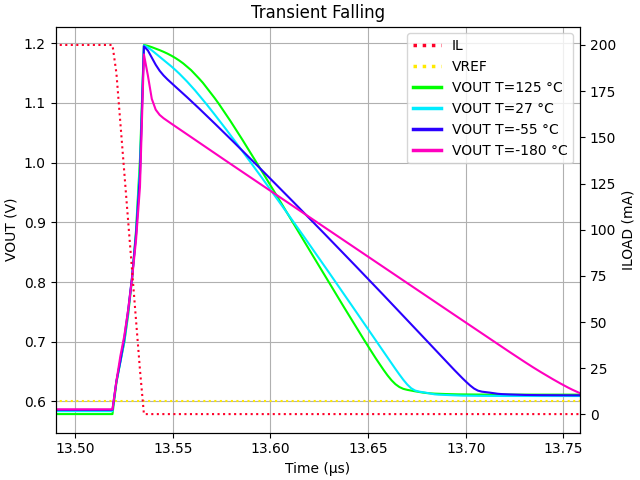 Transient Falling
VOUT (V)
1.2
1.1
1.0
0.9
0.8
0.7
0.6
IL
VREF
VOUT T=125 °C
VOUT T=27 °C
VOUT T=-55 °C
VOUT T=-180 °C
200
175
150
125
100
75
50
25
0
ILOAD (mA)
13.50 13.55 13.60 13.65 13.70 13.75
Time (µs)